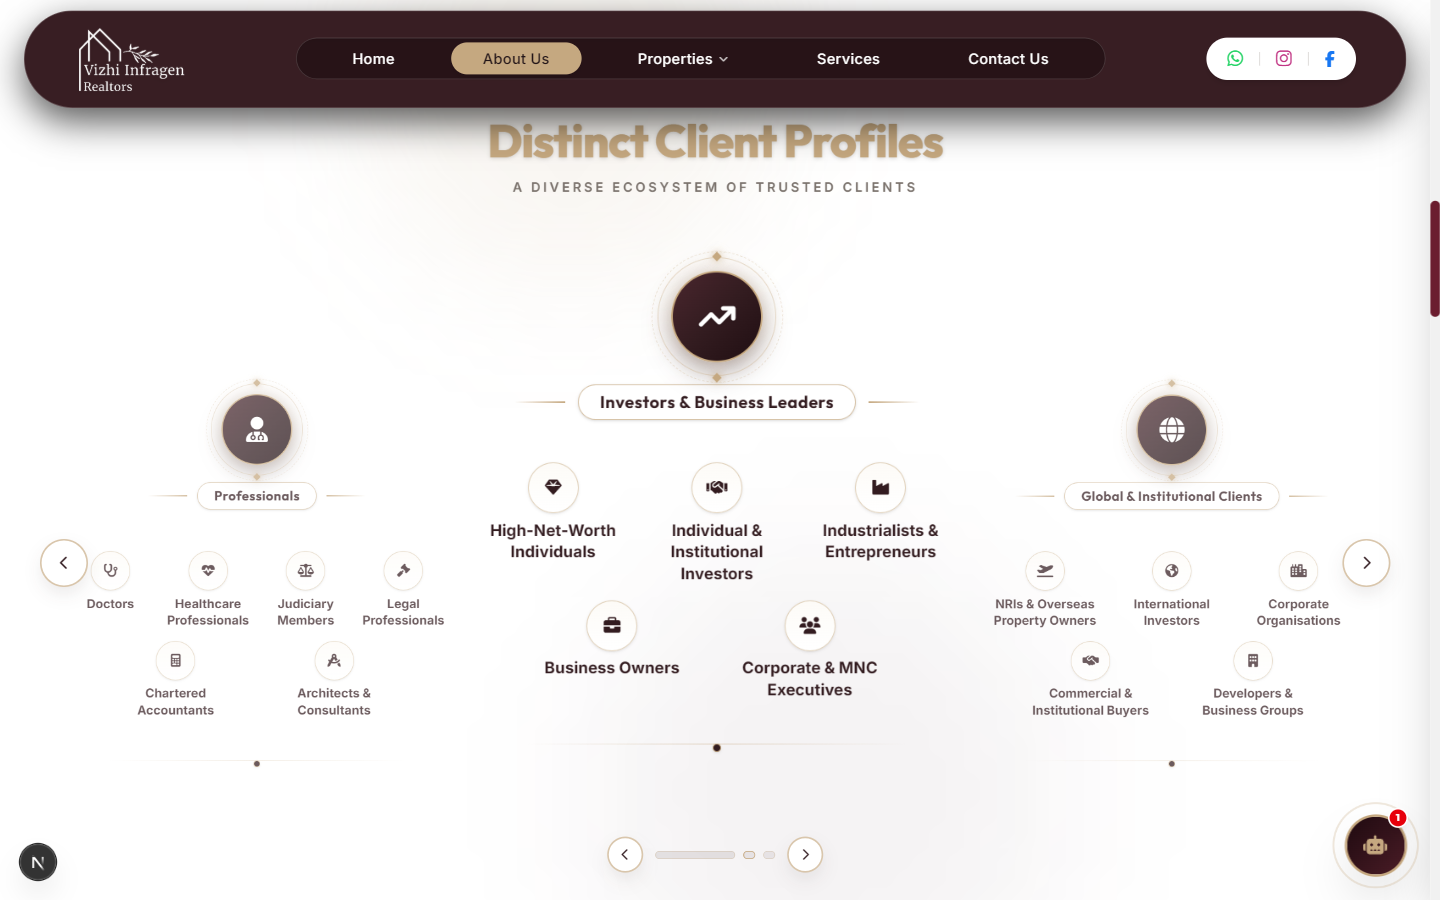 Vizhi Infragen
Realtors
Home
About Us
Properties
Services
Contact Us
Distinct Client Profiles
A DIVERSE ECOSYSTEM OF TRUSTED CLIENTS
Investors & Business Leaders
High-Net-Worth
Individuals
Individual &
Institutional
Investors
Industrialists &
Entrepreneurs
Business Owners
Corporate & MNC
Executives
Professionals
Doctors
Healthcare
Professionals
Judiciary
Members
Legal
Professionals
Chartered
Accountants
Architects &
Consultants
Global & Institutional Clients
NRIs & Overseas
Property Owners
International
Investors
Corporate
Organisations
Commercial &
Institutional Buyers
Developers &
Business Groups
N
1